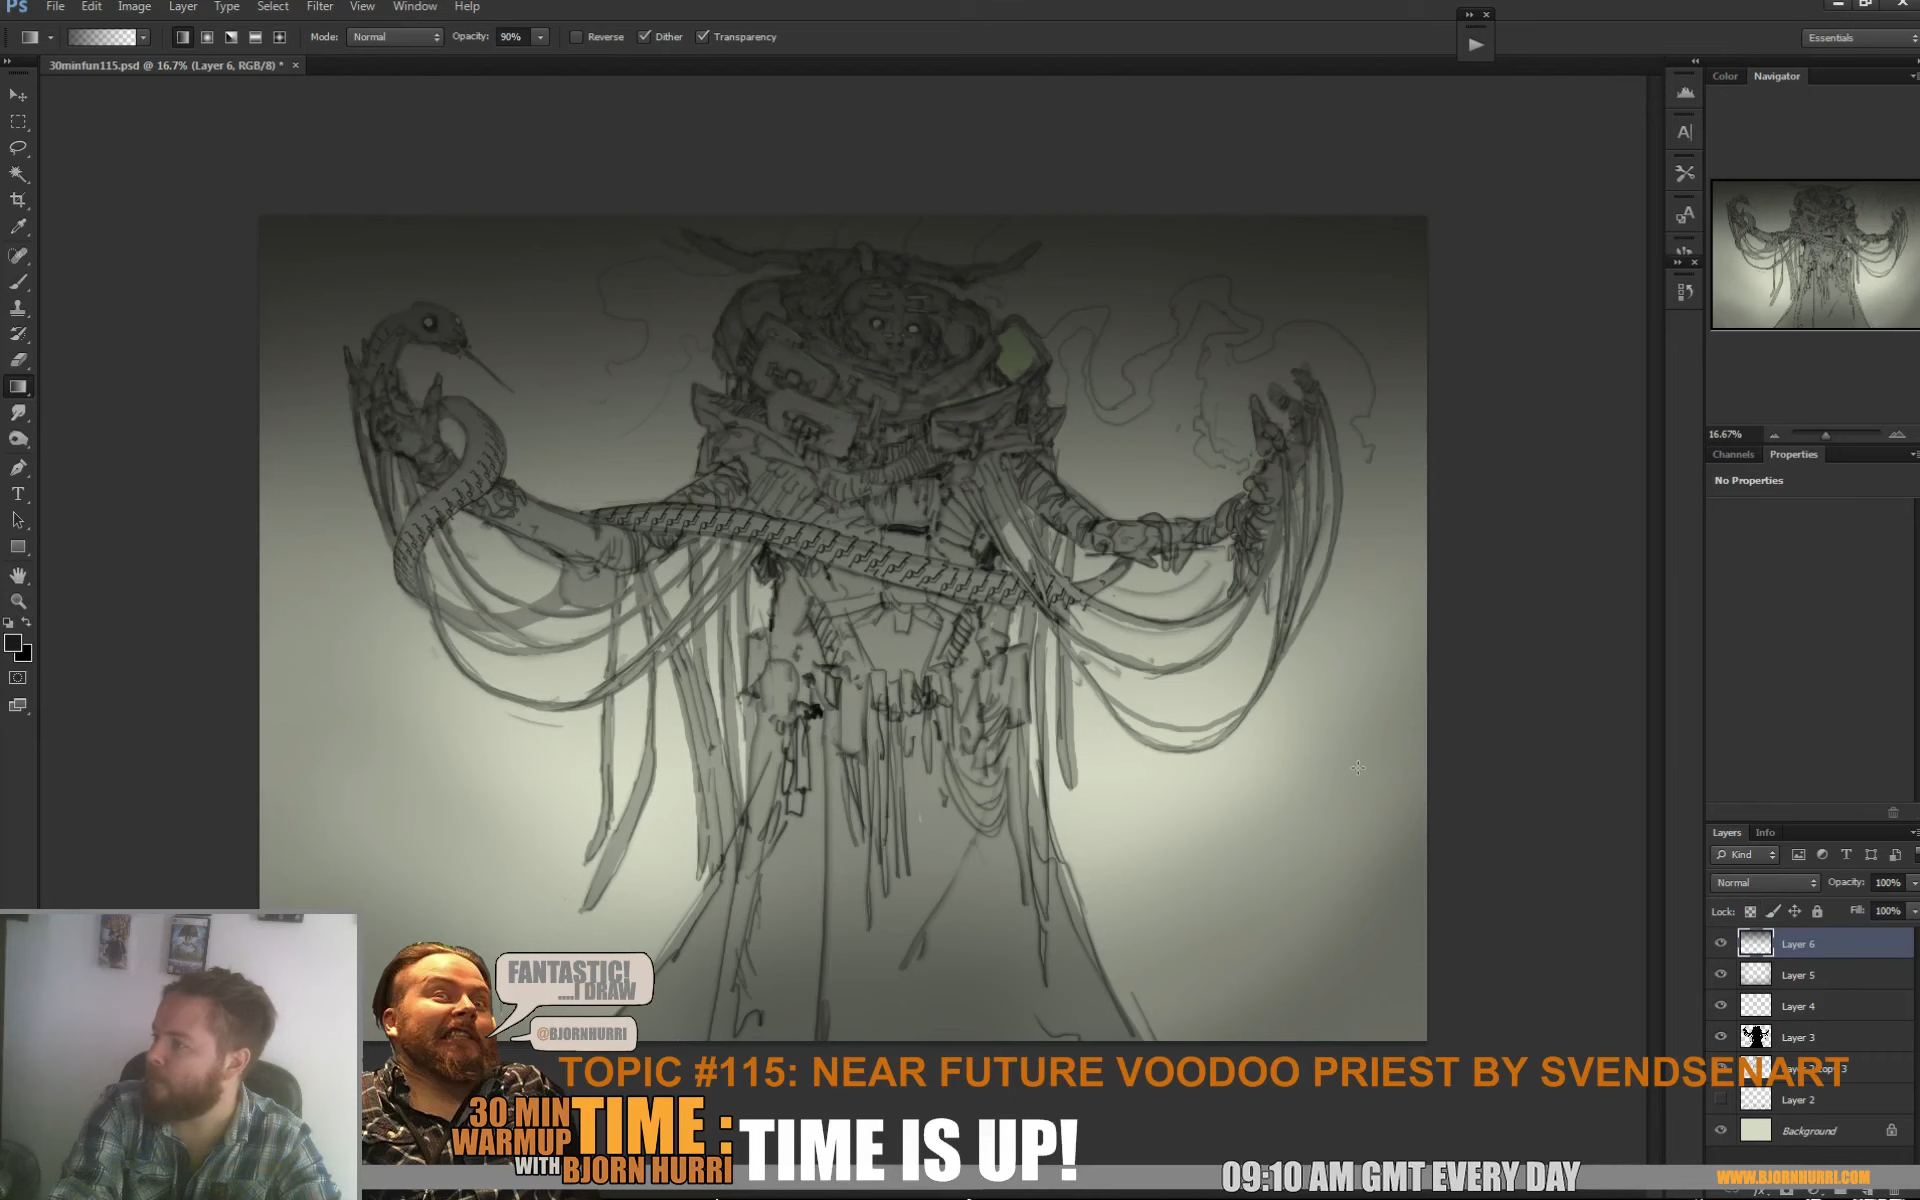 Ps File Edit Image Layer Type Select Filter View Window Help
Mode: Normal Opacity: 90% Reverse Dither Transparency
Essentials
30minfun115.psd @ 16.7% (Layer 6, RGB/8) * ×
Color Navigator
16.67%
Channels Properties
No Properties
Layers Info
Kind
Normal Opacity: 100%
Lock: Fill: 100%
Layer 6
Layer 5
Layer 4
Layer 3
Layer 2
Background
FANTASTIC!
....I DRAW
@BJORNHURRI
TOPIC #115: NEAR FUTURE VOODOO PRIEST BY SVENDSENART
30 MIN
WARMUP
WITH BJORN HURRI
TIME : TIME IS UP!
09:10 AM GMT EVERY DAY
WWW.BJORNHURRI.COM